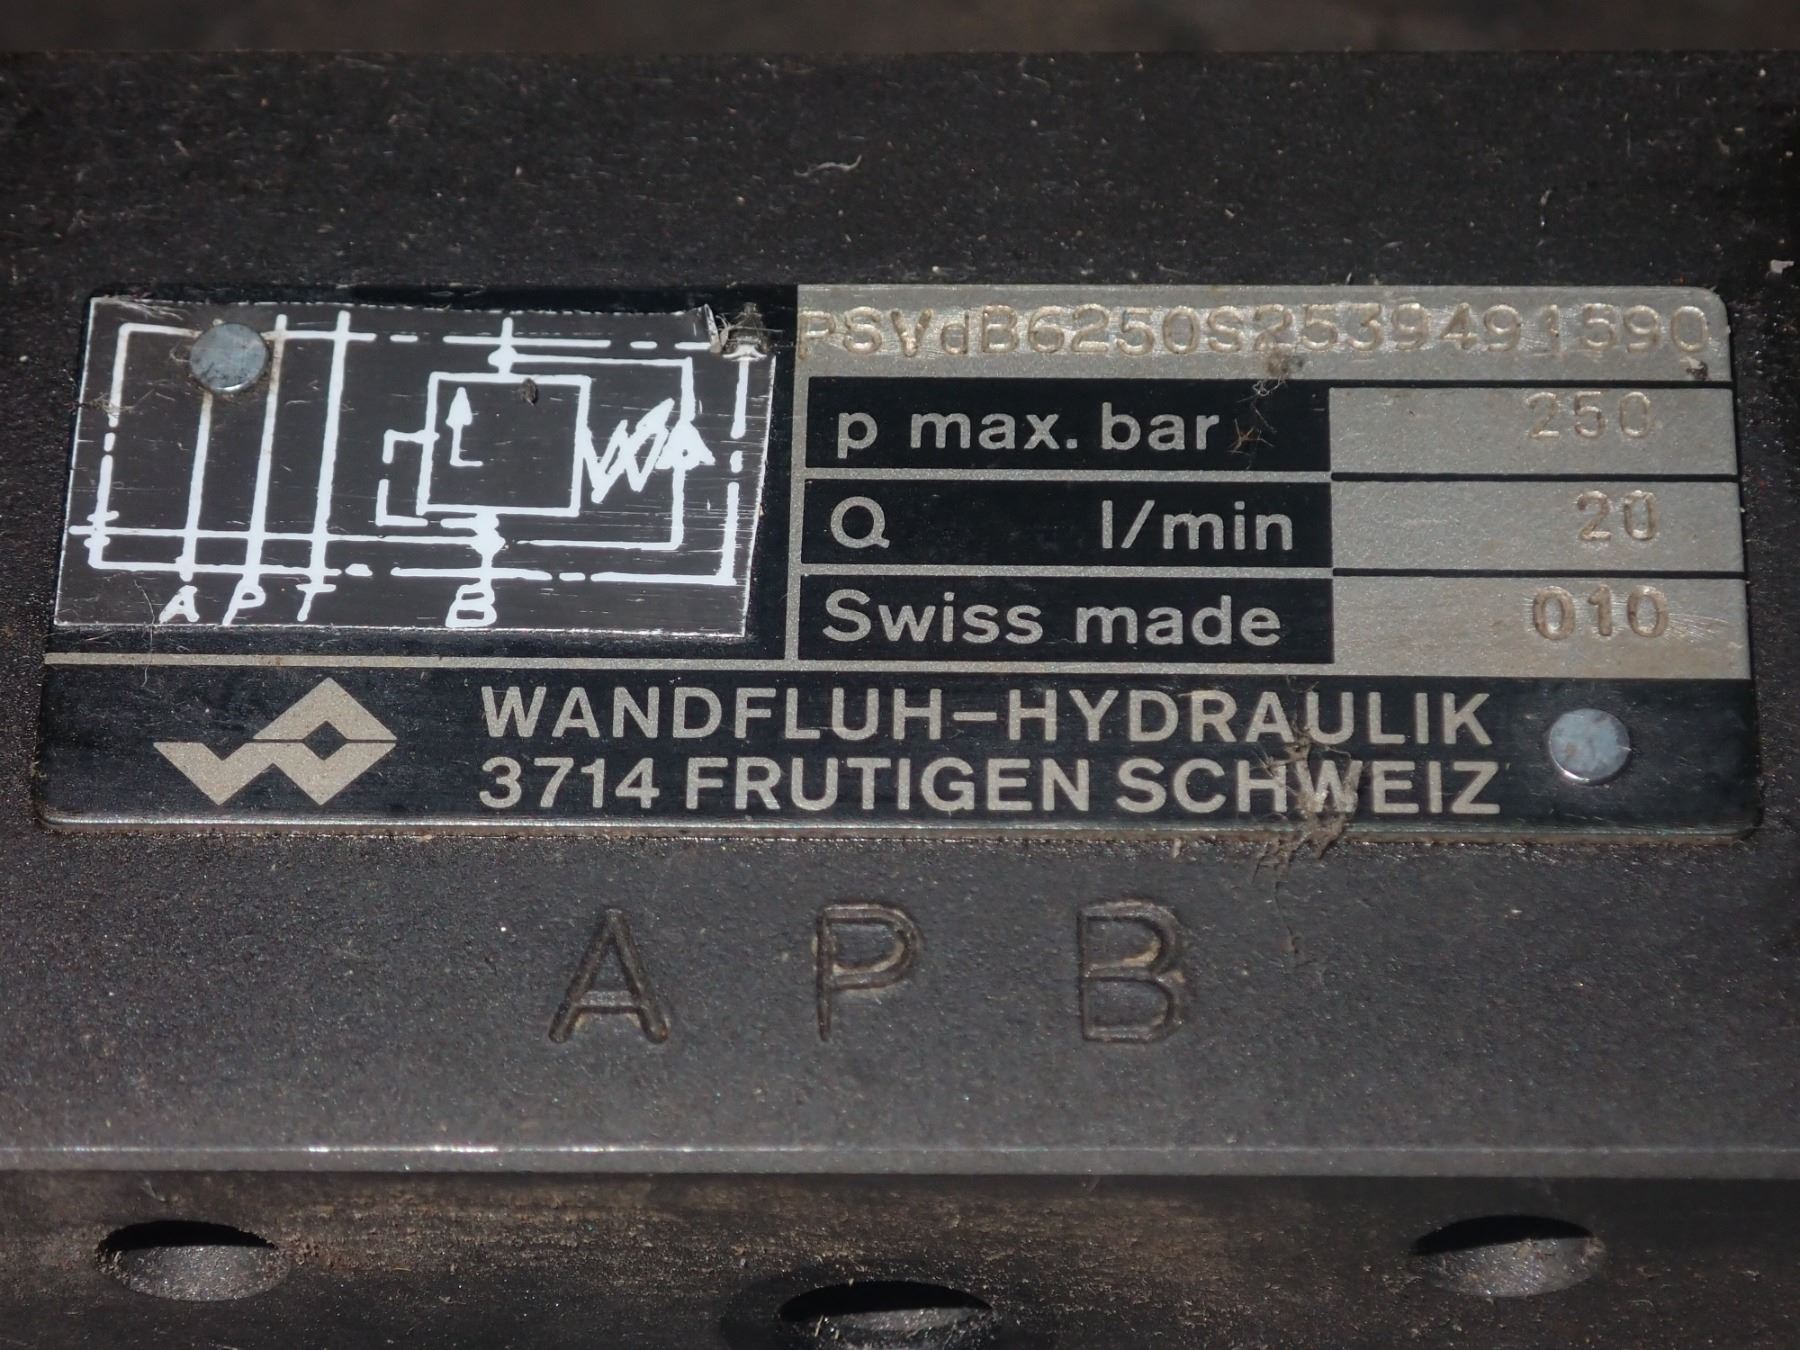 PSVdB6250S2539491590
p max. bar 250
Q l/min 20
Swiss made 010
A P T B
WANDFLUH-HYDRAULIK
3714 FRUTIGEN SCHWEIZ
A P B